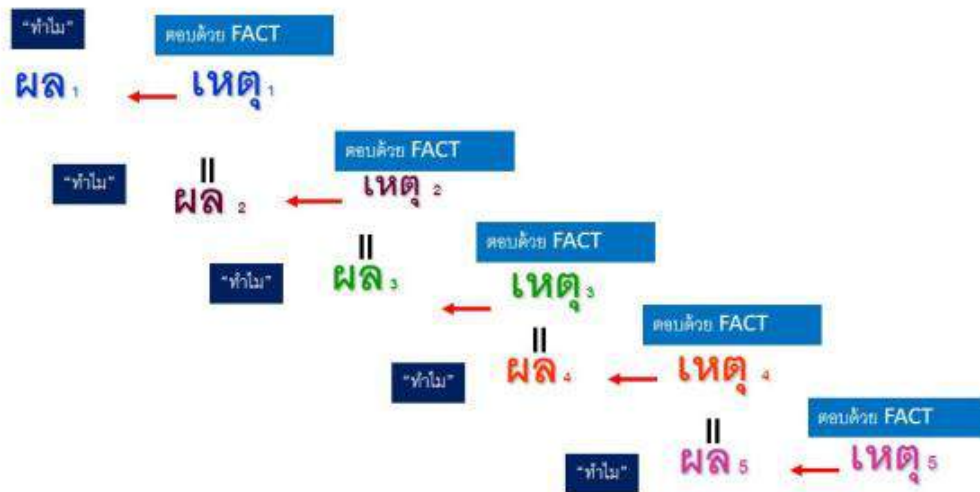 "ทำไม" ตอบด้วย FACT
ผล 1 เหตุ 1
ตอบด้วย FACT
"ทำไม" ผล 2 เหตุ 2
ตอบด้วย FACT
"ทำไม" ผล 3 เหตุ 3
ตอบด้วย FACT
"ทำไม" ผล 4 เหตุ 4
ตอบด้วย FACT
"ทำไม" ผล 5 เหตุ 5